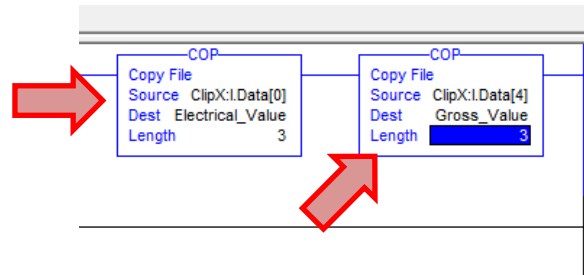 COP
Copy File
Source ClipX:I.Data[0]
Dest Electrical_Value
Length 3
COP
Copy File
Source ClipX:I.Data[4]
Dest Gross_Value
Length 3